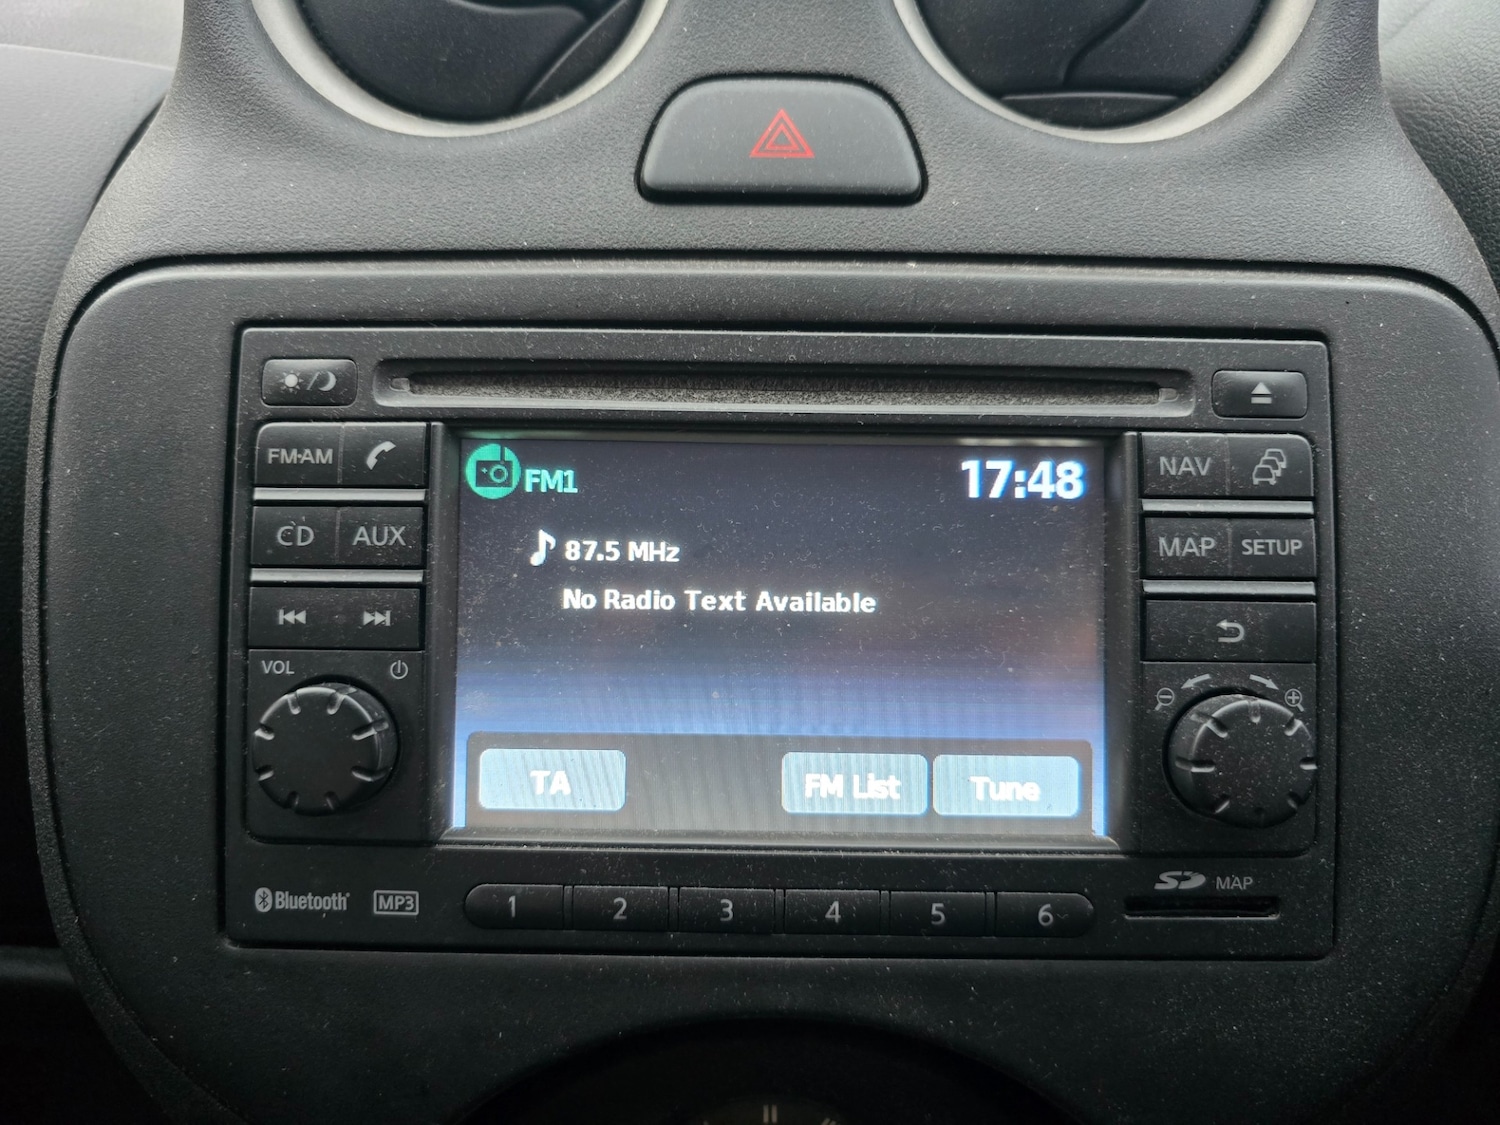 FM·AM
CD AUX
VOL
FM1 17:48
87.5 MHz
No Radio Text Available
TA FM List Tune
NAV
MAP SETUP
Bluetooth MP3
1 2 3 4 5 6
SD MAP